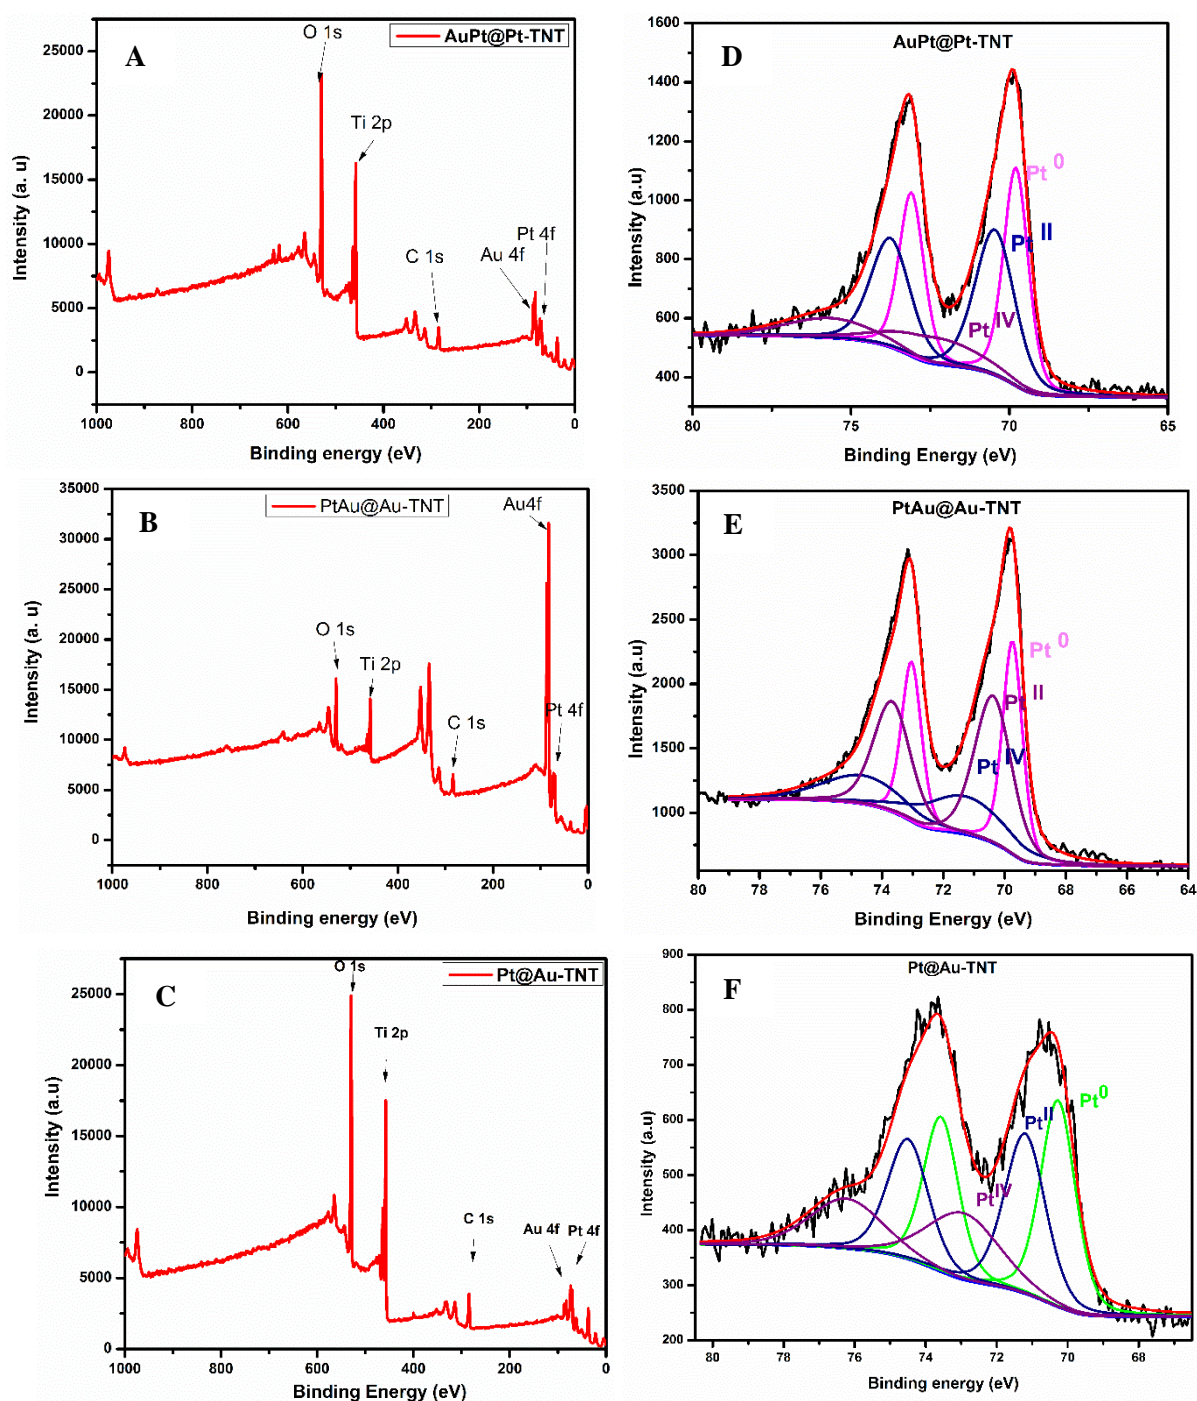 A
AuPt@Pt-TNT
O 1s
Ti 2p
C 1s
Au 4f
Pt 4f
25000
20000
15000
10000
5000
0
1000 800 600 400 200 0
Intensity (a. u)
Binding energy (eV)
D
AuPt@Pt-TNT
Pt 0
Pt II
Pt IV
1600
1400
1200
1000
800
600
400
80 75 70 65
Intensity (a.u)
Binding Energy (eV)
B
PtAu@Au-TNT
Au4f
O 1s
Ti 2p
C 1s
Pt 4f
35000
30000
25000
20000
15000
10000
5000
0
1000 800 600 400 200 0
Intensity (a. u)
Binding energy (eV)
E
PtAu@Au-TNT
Pt 0
Pt II
Pt IV
3500
3000
2500
2000
1500
1000
80 78 76 74 72 70 68 66 64
Intensity (a.u)
Binding Energy (eV)
C
Pt@Au-TNT
O 1s
Ti 2p
C 1s
Au 4f
Pt 4f
25000
20000
15000
10000
5000
0
1000 800 600 400 200 0
Intensity (a.u)
Binding Energy (eV)
F
Pt@Au-TNT
Pt0
PtII
PtIV
900
800
700
600
500
400
300
200
80 78 76 74 72 70 68
Intensity (a.u)
Binding energy (eV)